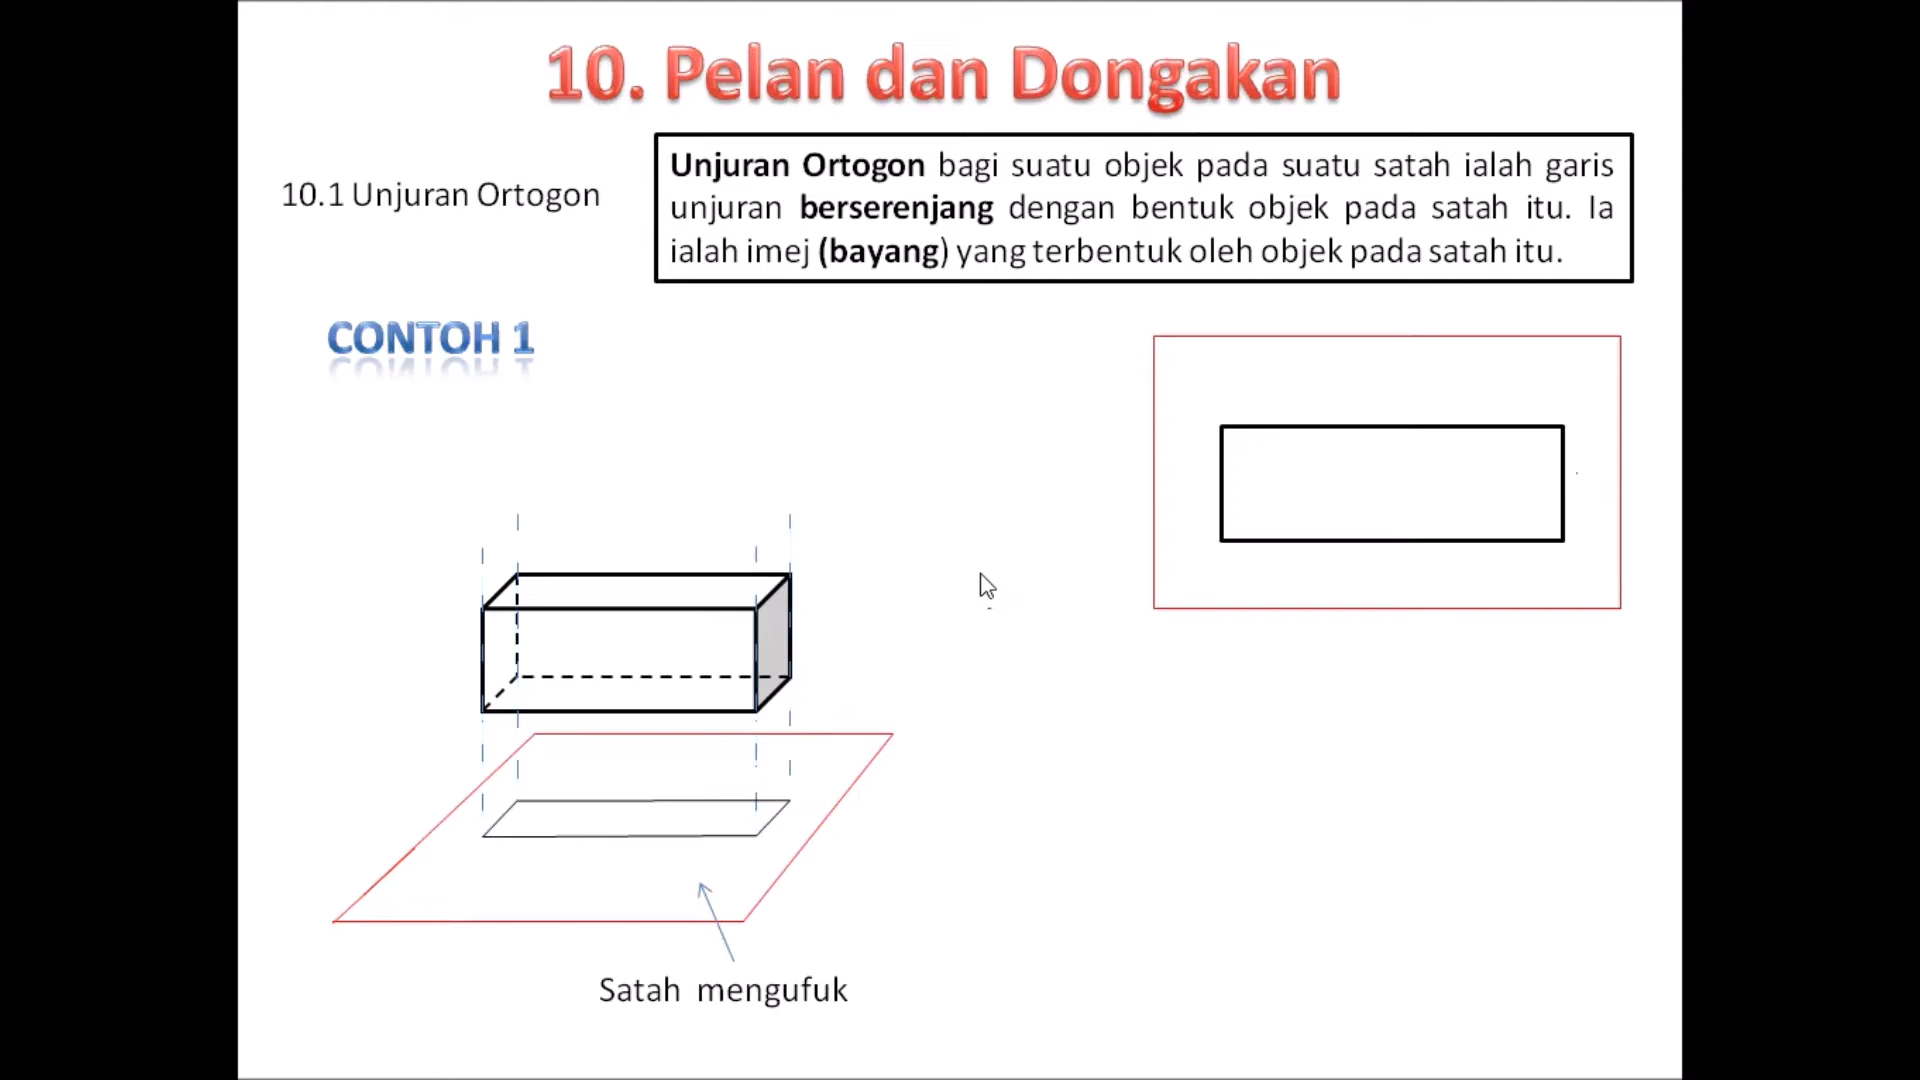 10. Pelan dan Dongakan
10.1 Unjuran Ortogon
Unjuran Ortogon bagi suatu objek pada suatu satah ialah garis
unjuran berserenjang dengan bentuk objek pada satah itu. Ia
ialah imej (bayang) yang terbentuk oleh objek pada satah itu.
CONTOH 1
Satah mengufuk